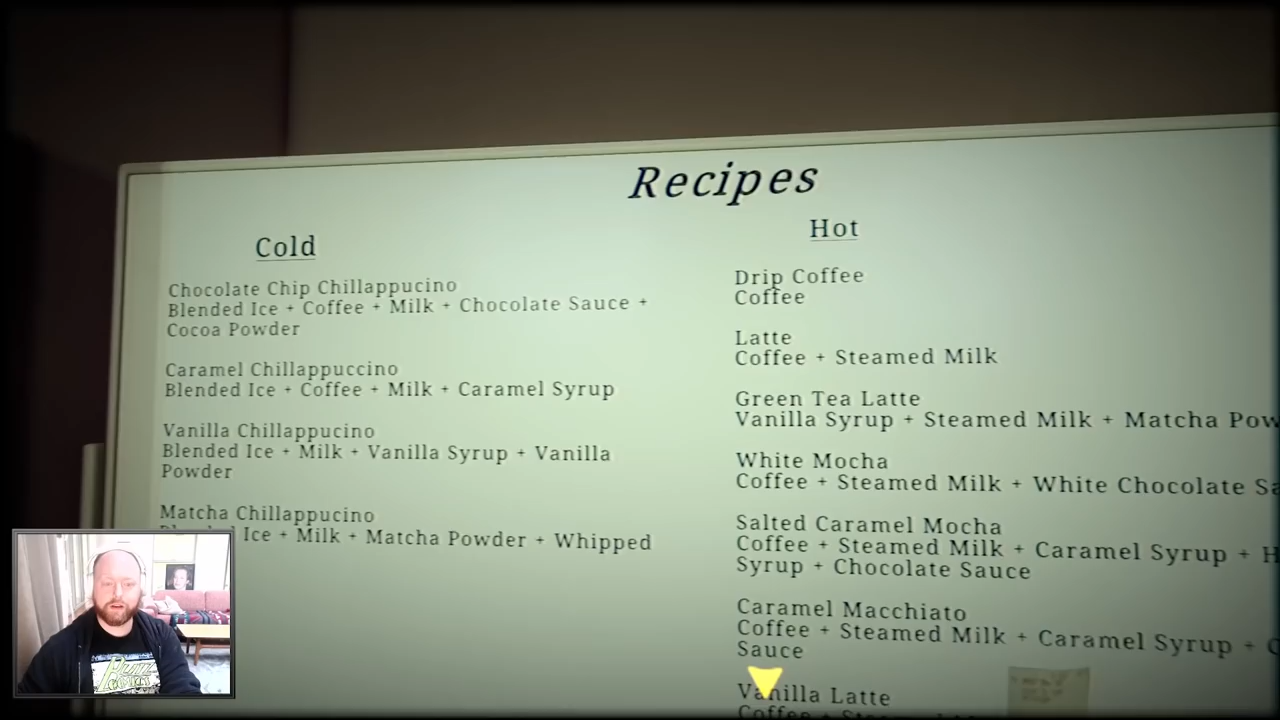 Recipes
Cold
Chocolate Chip Chillappucino
Blended Ice + Coffee + Milk + Chocolate Sauce +
Cocoa Powder
Caramel Chillappuccino
Blended Ice + Coffee + Milk + Caramel Syrup
Vanilla Chillappucino
Blended Ice + Milk + Vanilla Syrup + Vanilla
Powder
Matcha Chillappucino
Ice + Milk + Matcha Powder + Whipped
Hot
Drip Coffee
Coffee
Latte
Coffee + Steamed Milk
Green Tea Latte
Vanilla Syrup + Steamed Milk + Matcha Pow
White Mocha
Coffee + Steamed Milk + White Chocolate Sa
Salted Caramel Mocha
Coffee + Steamed Milk + Caramel Syrup + H
Syrup + Chocolate Sauce
Caramel Macchiato
Coffee + Steamed Milk + Caramel Syrup + C
Sauce
Vanilla Latte
Coffee +